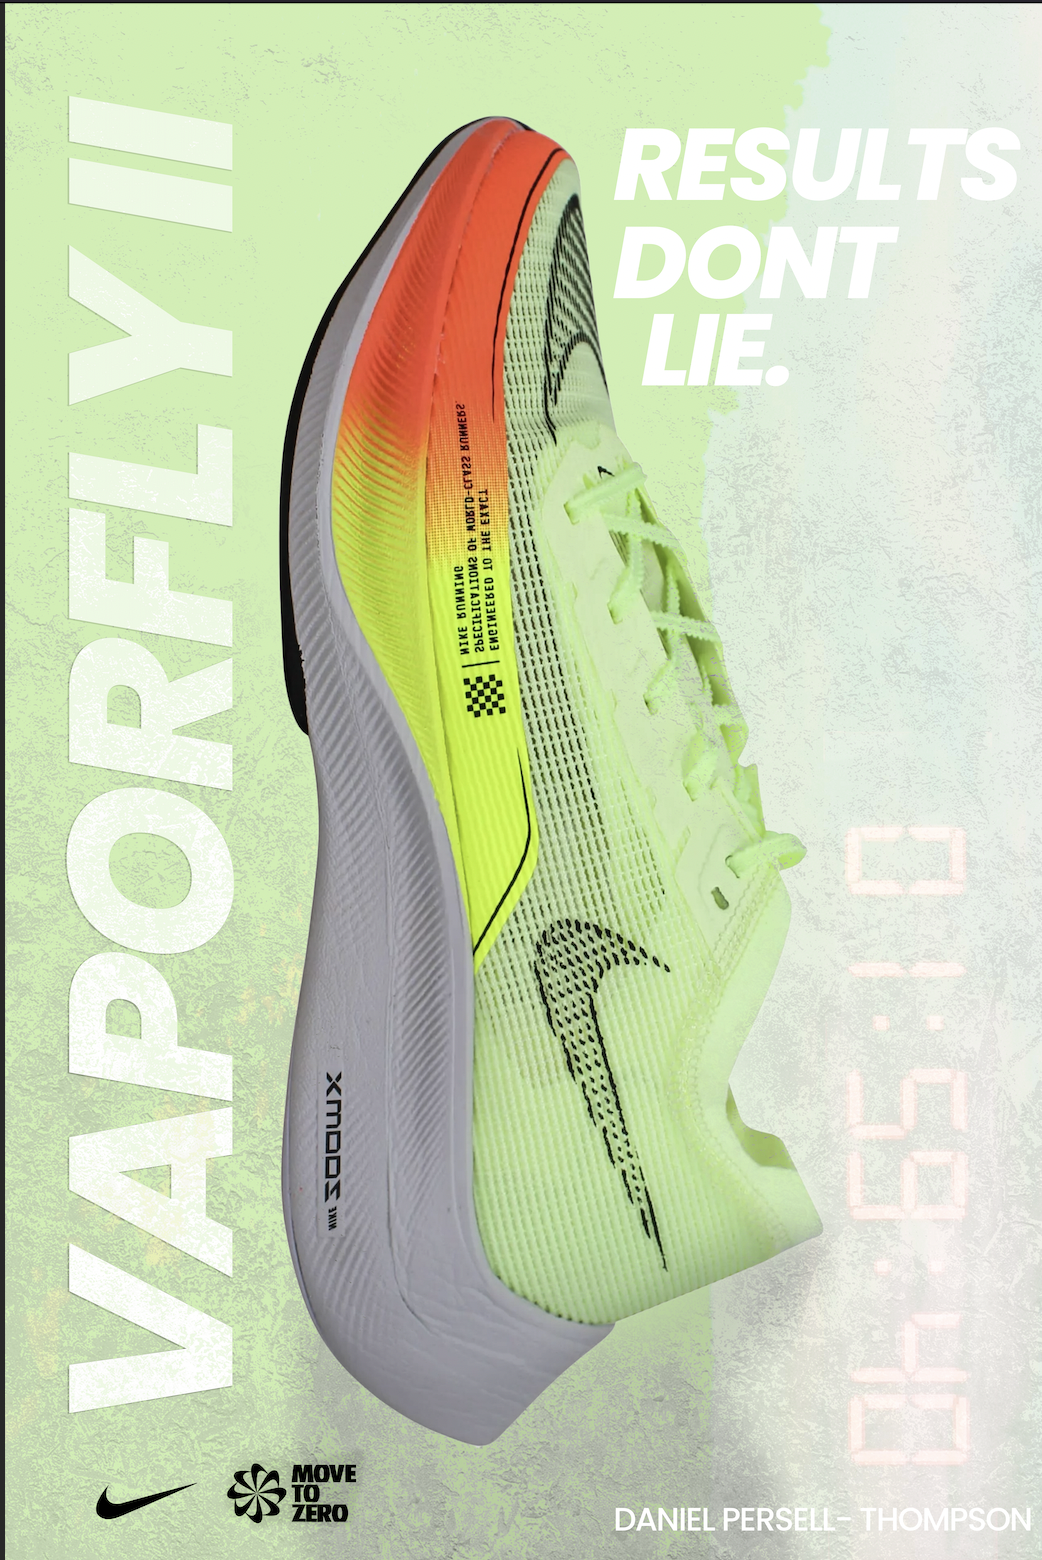 VAPORFLY II
RESULTS
DONT
LIE.
ENGINEERED TO THE EXACT
SPECIFICATIONS OF WORLD-CLASS RUNNERS
NIKE RUNNING
NIKE ZOOMX
MOVE
TO
ZERO
DANIEL PERSELL- THOMPSON